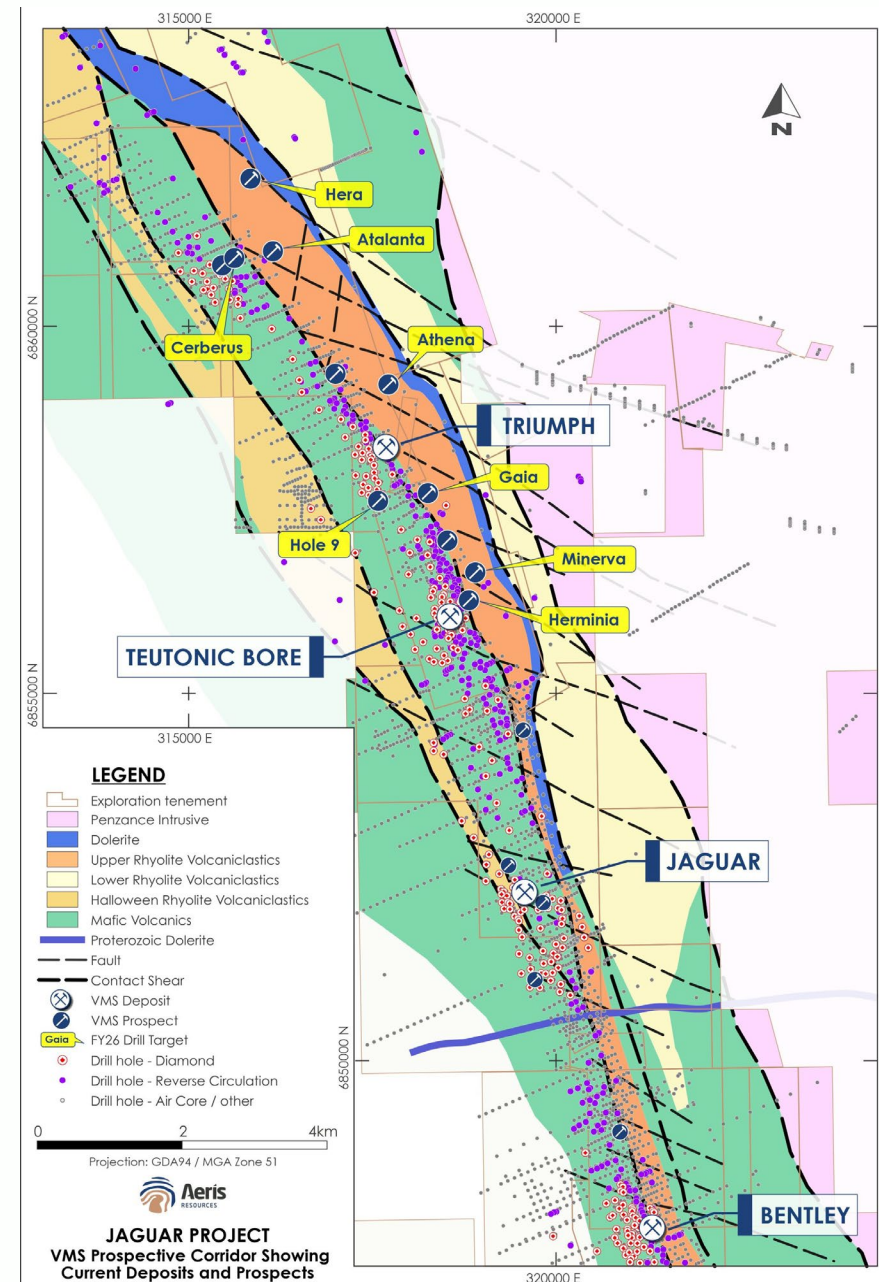 315000 E
320000 E
N
Hera
Atalanta
6860000 N
Cerberus
Athena
TRIUMPH
Gaia
Hole 9
Minerva
Herminia
TEUTONIC BORE
6855000 N
315000 E
LEGEND
Exploration tenement
Penzance Intrusive
Dolerite
Upper Rhyolite Volcaniclastics
Lower Rhyolite Volcaniclastics
Halloween Rhyolite Volcaniclastics
Mafic Volcanics
Proterozoic Dolerite
Fault
Contact Shear
VMS Deposit
VMS Prospect
Gaia FY26 Drill Target
Drill hole - Diamond
Drill hole - Reverse Circulation
Drill hole - Air Core / other
JAGUAR
6850000 N
0 2 4km
Projection: GDA94 / MGA Zone 51
Aeris
RESOURCES
JAGUAR PROJECT
VMS Prospective Corridor Showing
Current Deposits and Prospects
BENTLEY
320000 E